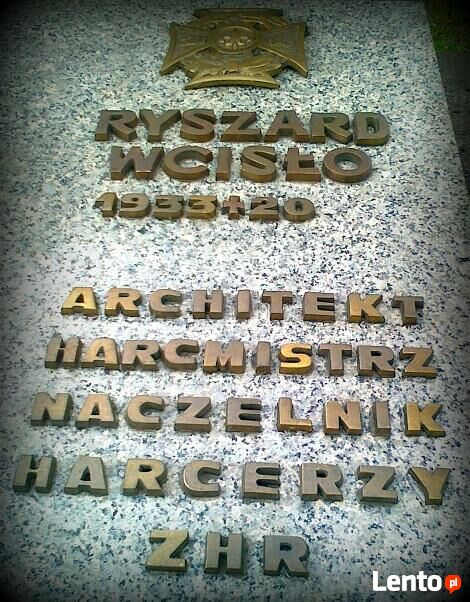 RYSZARD
WCISŁO
1933+20
ARCHITEKT
HARCMISTRZ
NACZELNIK
HARCERZY
ZHR
Lento pl